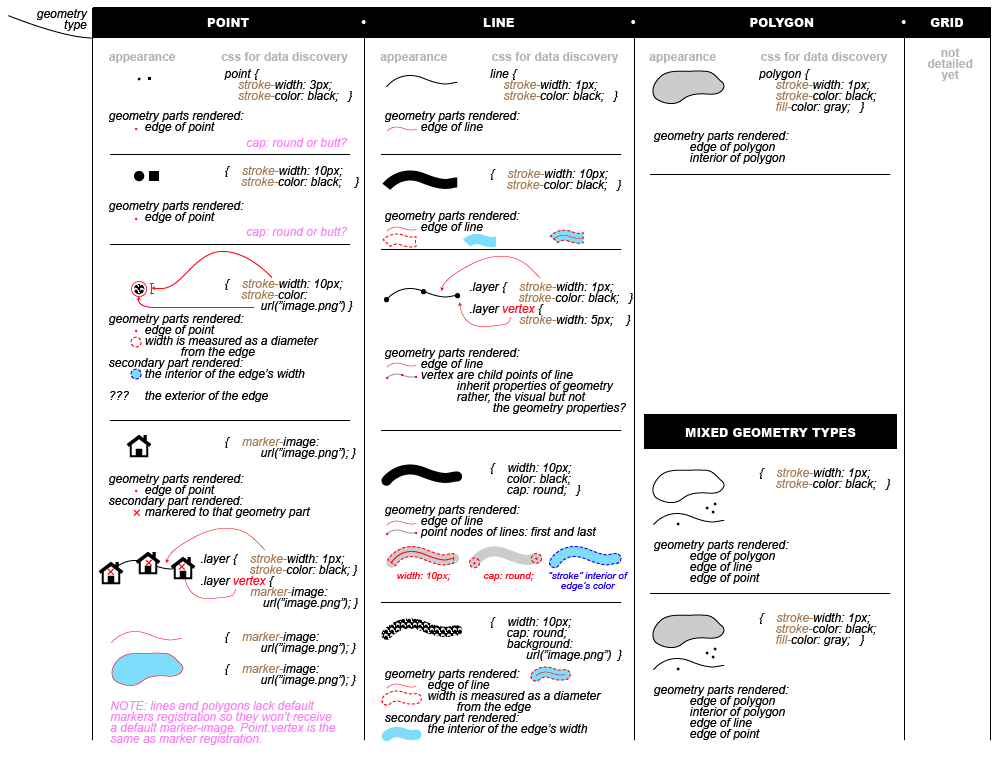 geometry
type
POINT • LINE • POLYGON • GRID
appearance css for data discovery
point {
stroke-width: 3px;
stroke-color: black; }
geometry parts rendered:
edge of point
cap: round or butt?
{ stroke-width: 10px;
stroke-color: black; }
geometry parts rendered:
edge of point
cap: round or butt?
{ stroke-width: 10px;
stroke-color:
url("image.png") }
geometry parts rendered:
edge of point
width is measured as a diameter
from the edge
secondary part rendered:
the interior of the edge's width
??? the exterior of the edge
{ marker-image:
url("image.png"); }
geometry parts rendered:
edge of point
secondary part rendered:
markered to that geometry part
.layer { stroke-width: 1px;
stroke-color: black; }
.layer vertex {
marker-image:
url("image.png"); }
{ marker-image:
url("image.png"); }
{ marker-image:
url("image.png"); }
NOTE: lines and polygons lack default
markers registration so they won't receive
a default marker-image. Point.vertex is the
same as marker registration.
appearance css for data discovery
line {
stroke-width: 1px;
stroke-color: black; }
geometry parts rendered:
edge of line
{ stroke-width: 10px;
stroke-color: black; }
geometry parts rendered:
edge of line
.layer { stroke-width: 1px;
stroke-color: black; }
.layer vertex {
stroke-width: 5px; }
geometry parts rendered:
edge of line
vertex are child points of line
inherit properties of geometry
rather, the visual but not
the geometry properties?
{ width: 10px;
color: black;
cap: round; }
geometry parts rendered:
edge of line
point nodes of lines: first and last
width: 10px; cap: round; "stroke" interior of
edge's color
{ width: 10px;
cap: round;
background:
url("image.png") }
geometry parts rendered:
edge of line
width is measured as a diameter
from the edge
secondary part rendered:
the interior of the edge's width
appearance css for data discovery
polygon {
stroke-width: 1px;
stroke-color: black;
fill-color: gray; }
geometry parts rendered:
edge of polygon
interior of polygon
MIXED GEOMETRY TYPES
{ stroke-width: 1px;
stroke-color: black; }
geometry parts rendered:
edge of polygon
edge of line
edge of point
{ stroke-width: 1px;
stroke-color: black;
fill-color: gray; }
geometry parts rendered:
edge of polygon
interior of polygon
edge of line
edge of point
not
detailed
yet